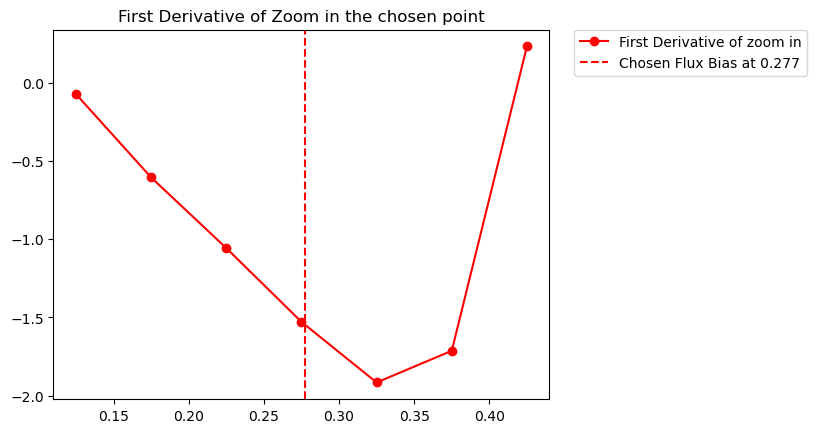 First Derivative of Zoom in the chosen point
First Derivative of zoom in
Chosen Flux Bias at 0.277
0.0
−0.5
−1.0
−1.5
−2.0
0.15 0.20 0.25 0.30 0.35 0.40